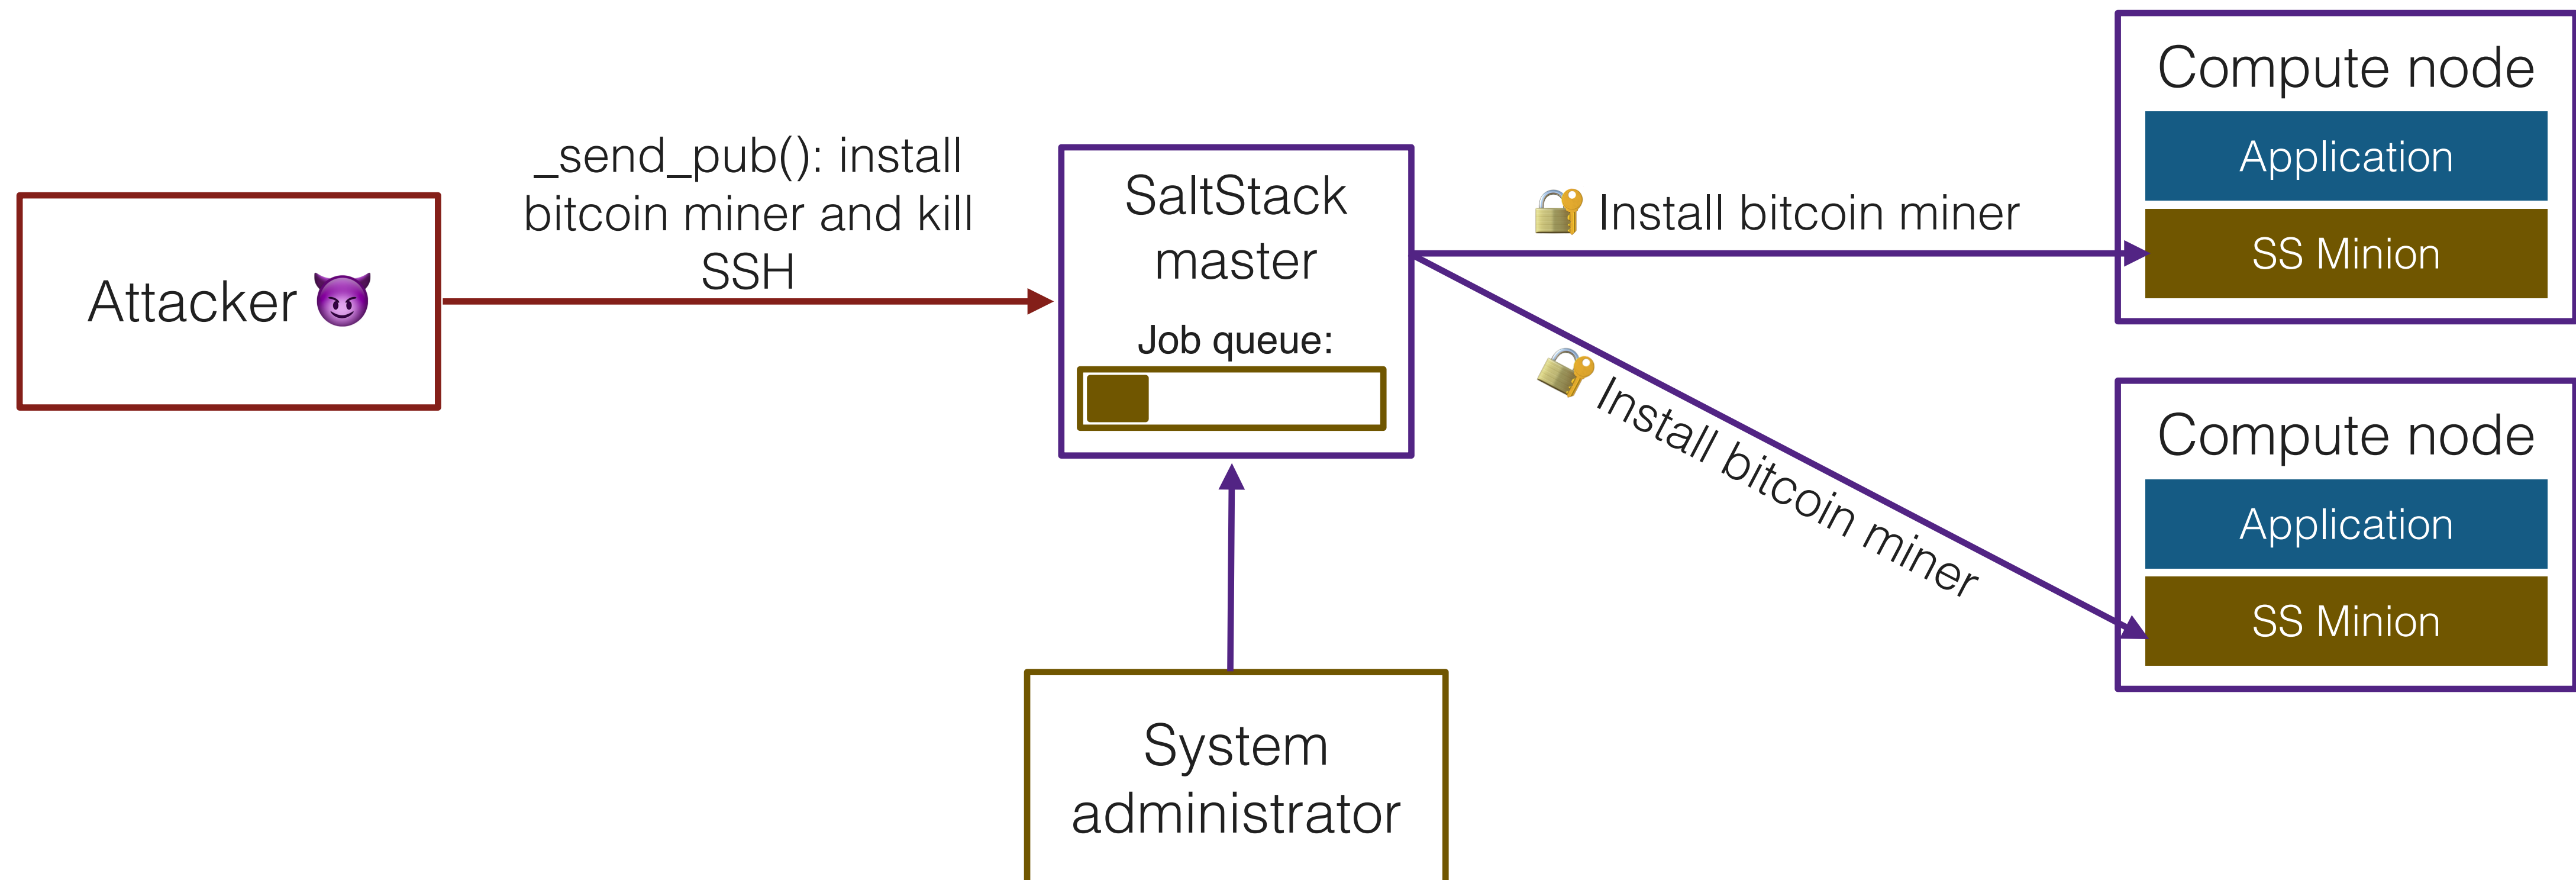 Attacker 😈
_send_pub(): install
bitcoin miner and kill
SSH
SaltStack
master
Job queue:
System
administrator
🔐 Install bitcoin miner
🔐 Install bitcoin miner
Compute node
Application
SS Minion
Compute node
Application
SS Minion